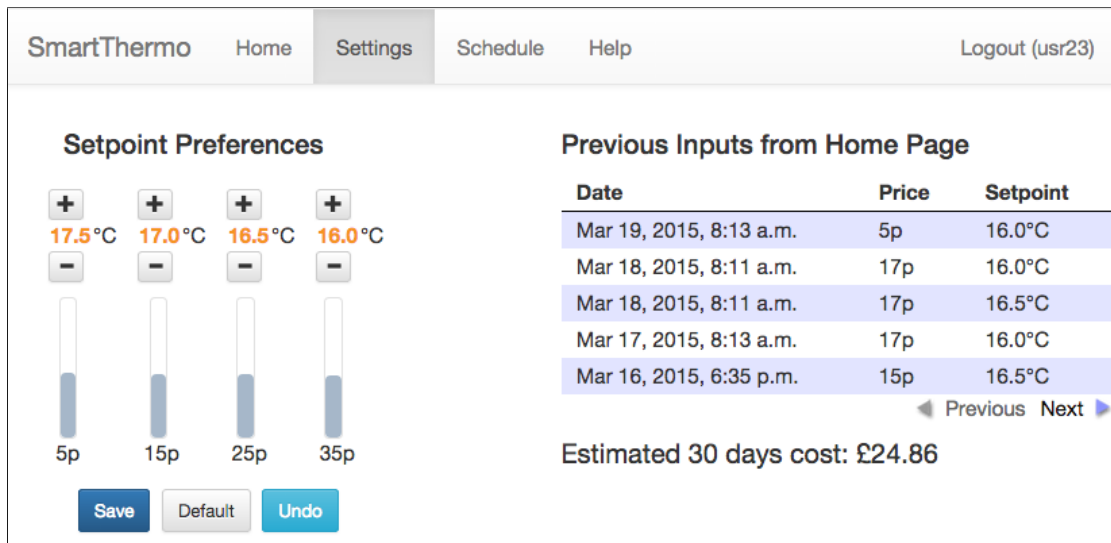 SmartThermo Home Settings Schedule Help Logout (usr23)
Setpoint Preferences
+ + + +
17.5°C 17.0°C 16.5°C 16.0°C
− − − −
5p 15p 25p 35p
Save Default Undo
Previous Inputs from Home Page
Date Price Setpoint
Mar 19, 2015, 8:13 a.m. 5p 16.0°C
Mar 18, 2015, 8:11 a.m. 17p 16.0°C
Mar 18, 2015, 8:11 a.m. 17p 16.5°C
Mar 17, 2015, 8:13 a.m. 17p 16.0°C
Mar 16, 2015, 6:35 p.m. 15p 16.5°C
Previous Next
Estimated 30 days cost: £24.86